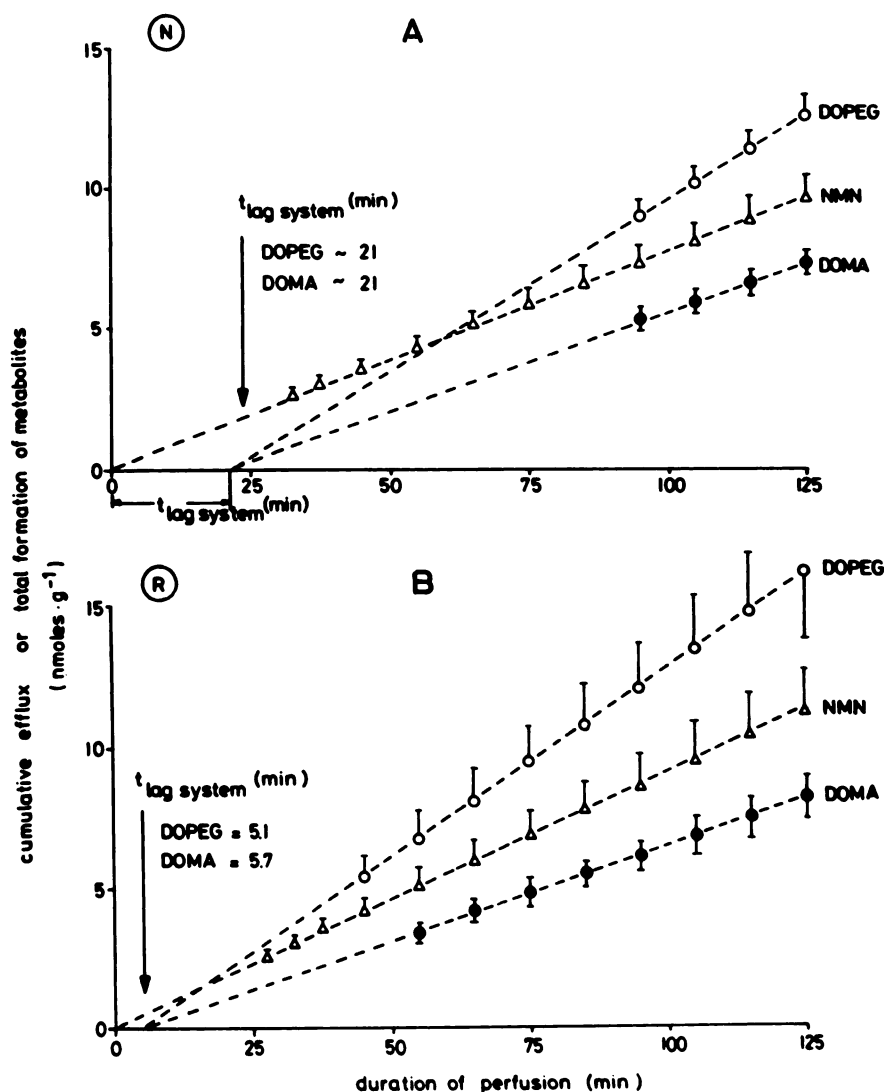 N A
15
10
5
0
DOPEG
NMN
DOMA
t lag system (min)
DOPEG ~ 21
DOMA ~ 21
25 50 75 100 125
t lag system (min)
cumulative efflux or total formation of metabolites
(nmoles·g⁻¹)
R B
15
10
5
0
DOPEG
NMN
DOMA
t lag system (min)
DOPEG = 5.1
DOMA = 5.7
0 25 50 75 100 125
duration of perfusion (min)